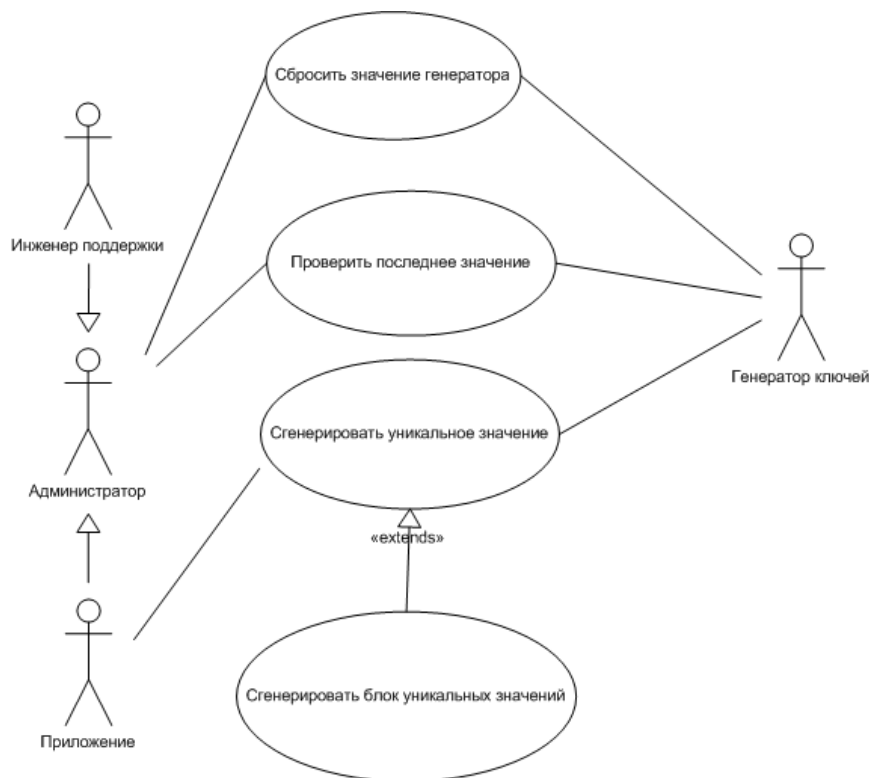 Сбросить значение генератора
Инженер поддержки
Проверить последнее значение
Генератор ключей
Сгенерировать уникальное значение
Администратор
«extends»
Сгенерировать блок уникальных значений
Приложение